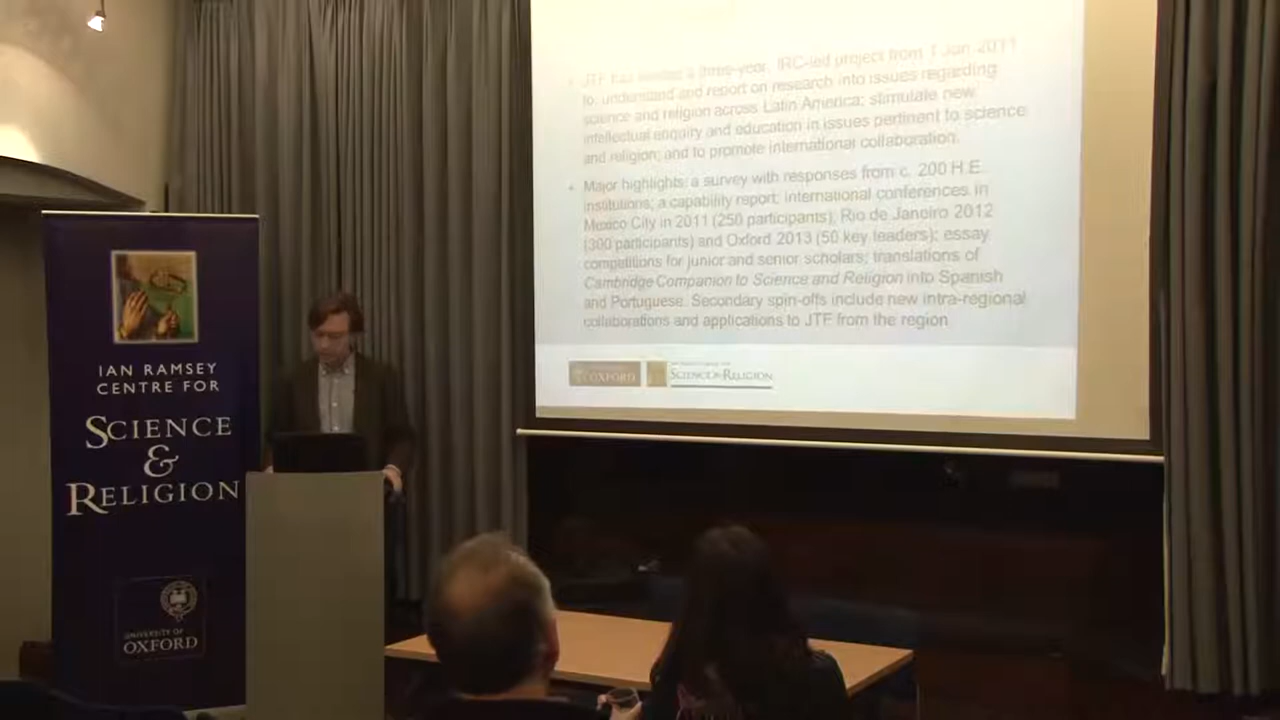 IAN RAMSEY
CENTRE FOR
SCIENCE
&
RELIGION
UNIVERSITY OF
OXFORD
• JTF has a three-year, IRC-led project from 1 Jun 2011
to: understand and report on research into issues regarding
science and religion across Latin America; stimulate new
intellectual enquiry and education in issues pertinent to science
and religion; and to promote international collaboration.
• Major highlights: a survey with responses from c. 200 H.E.
institutions; a capability report; international conferences in
Mexico City in 2011 (250 participants), Rio de Janeiro 2012
(300 participants) and Oxford 2013 (50 key leaders); essay
competitions for junior and senior scholars; translations of
Cambridge Companion to Science and Religion into Spanish
and Portuguese. Secondary spin-offs include new intra-regional
collaborations and applications to JTF from the region
OXFORD
SCIENCE & RELIGION